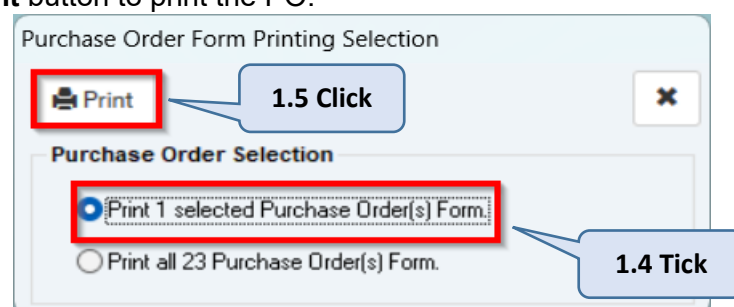 button to print the PO.
Purchase Order Form Printing Selection
Print
1.5 Click
Purchase Order Selection
Print 1 selected Purchase Order(s) Form.
Print all 23 Purchase Order(s) Form.
1.4 Tick